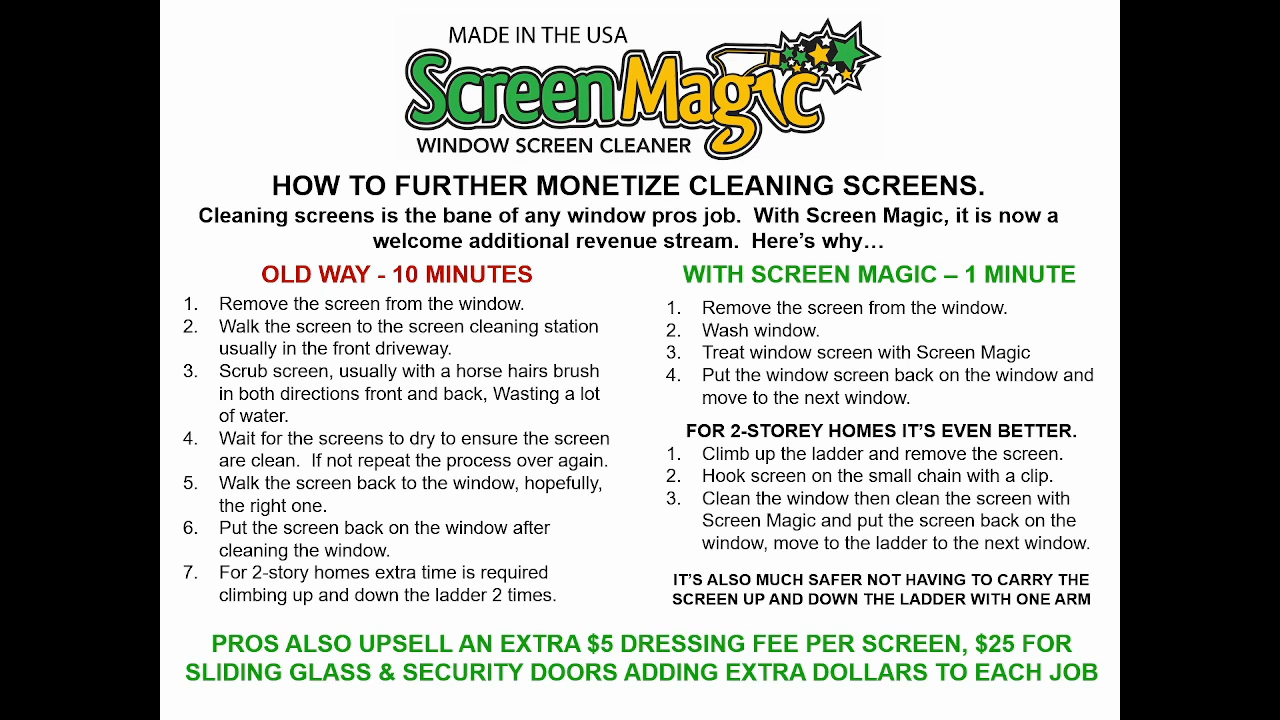 MADE IN THE USA
ScreenMagic
WINDOW SCREEN CLEANER
HOW TO FURTHER MONETIZE CLEANING SCREENS.
Cleaning screens is the bane of any window pros job. With Screen Magic, it is now a
welcome additional revenue stream. Here's why…
OLD WAY - 10 MINUTES
1. Remove the screen from the window.
2. Walk the screen to the screen cleaning station
usually in the front driveway.
3. Scrub screen, usually with a horse hairs brush
in both directions front and back, Wasting a lot
of water.
4. Wait for the screens to dry to ensure the screen
are clean. If not repeat the process over again.
5. Walk the screen back to the window, hopefully,
the right one.
6. Put the screen back on the window after
cleaning the window.
7. For 2-story homes extra time is required
climbing up and down the ladder 2 times.
WITH SCREEN MAGIC – 1 MINUTE
1. Remove the screen from the window.
2. Wash window.
3. Treat window screen with Screen Magic
4. Put the window screen back on the window and
move to the next window.
FOR 2-STOREY HOMES IT'S EVEN BETTER.
1. Climb up the ladder and remove the screen.
2. Hook screen on the small chain with a clip.
3. Clean the window then clean the screen with
Screen Magic and put the screen back on the
window, move to the ladder to the next window.
IT'S ALSO MUCH SAFER NOT HAVING TO CARRY THE
SCREEN UP AND DOWN THE LADDER WITH ONE ARM
PROS ALSO UPSELL AN EXTRA $5 DRESSING FEE PER SCREEN, $25 FOR
SLIDING GLASS & SECURITY DOORS ADDING EXTRA DOLLARS TO EACH JOB